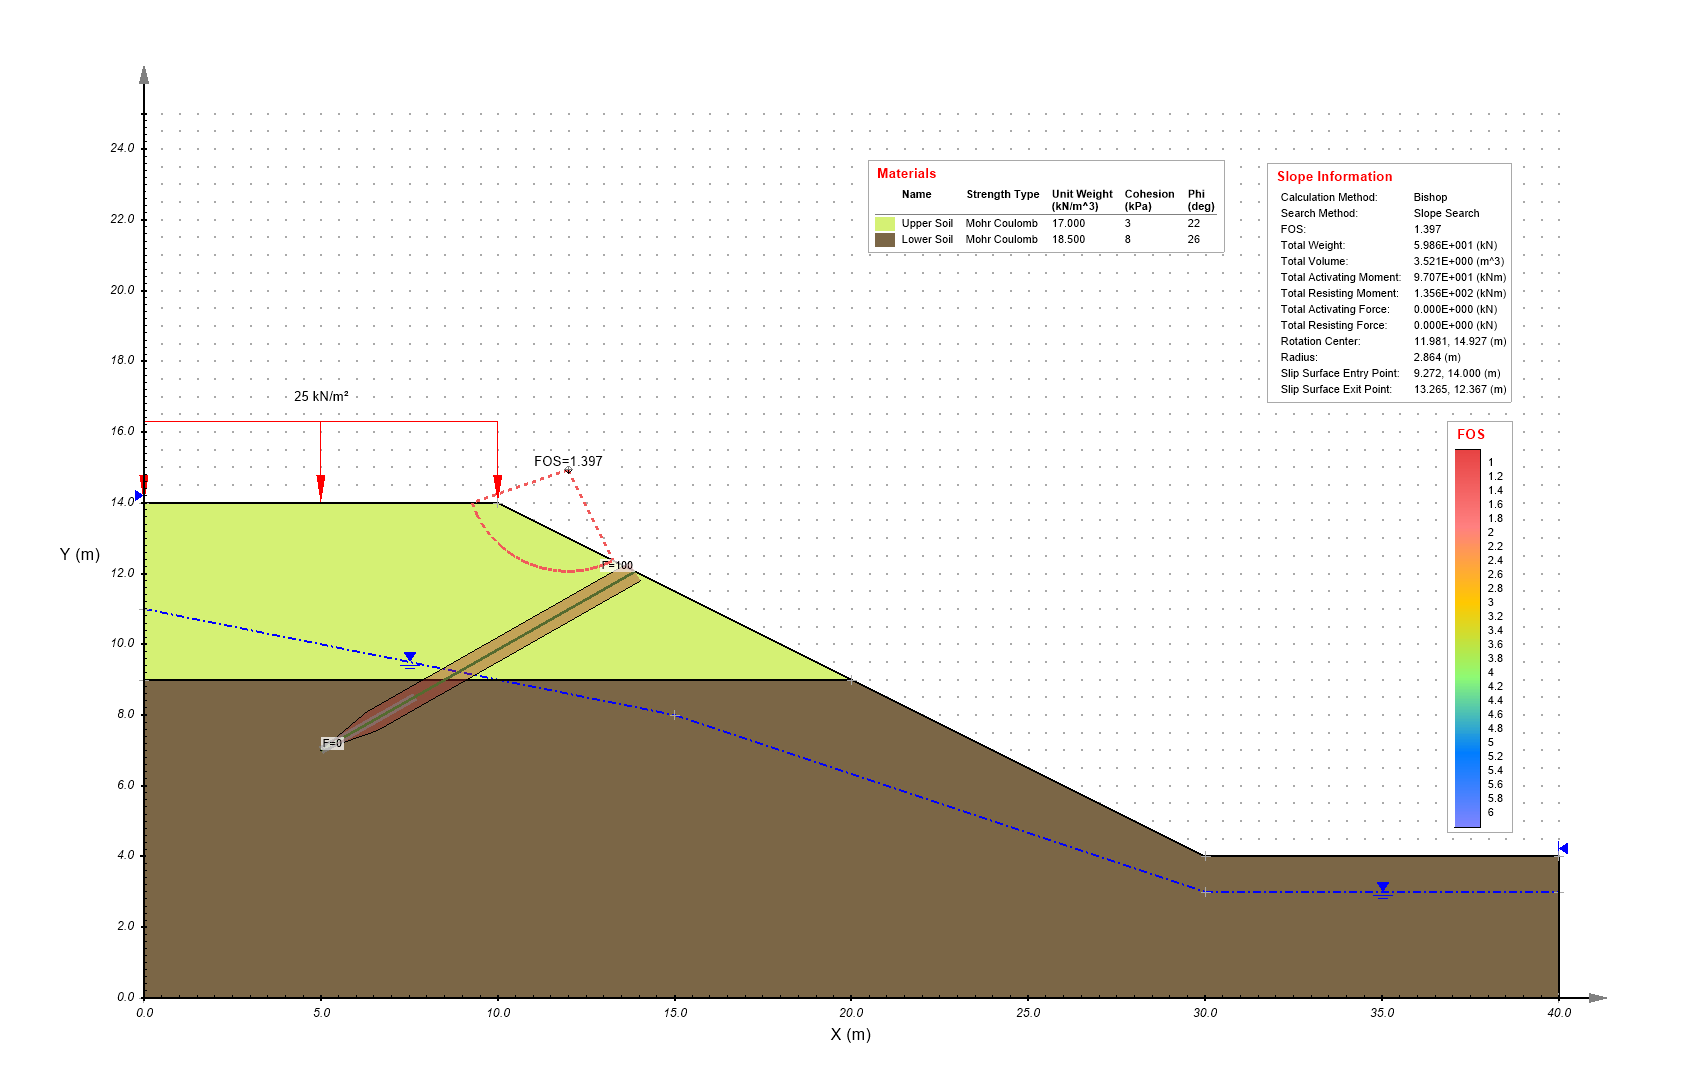 Materials
Name Strength Type Unit Weight (kN/m^3) Cohesion (kPa) Phi (deg)
Upper Soil Mohr Coulomb 17.000 3 22
Lower Soil Mohr Coulomb 18.500 8 26
Slope Information
Calculation Method: Bishop
Search Method: Slope Search
FOS: 1.397
Total Weight: 5.986E+001 (kN)
Total Volume: 3.521E+000 (m^3)
Total Activating Moment: 9.707E+001 (kNm)
Total Resisting Moment: 1.356E+002 (kNm)
Total Activating Force: 0.000E+000 (kN)
Total Resisting Force: 0.000E+000 (kN)
Rotation Center: 11.981, 14.927 (m)
Radius: 2.864 (m)
Slip Surface Entry Point: 9.272, 14.000 (m)
Slip Surface Exit Point: 13.265, 12.367 (m)
25 kN/m²
FOS=1.397
F=100
F=0
FOS
1
1.2
1.4
1.6
1.8
2
2.2
2.4
2.6
2.8
3
3.2
3.4
3.6
3.8
4
4.2
4.4
4.6
4.8
5
5.2
5.4
5.6
5.8
6
24.0
22.0
20.0
18.0
16.0
14.0
12.0
10.0
8.0
6.0
4.0
2.0
0.0
Y (m)
0.0 5.0 10.0 15.0 20.0 25.0 30.0 35.0 40.0
X (m)